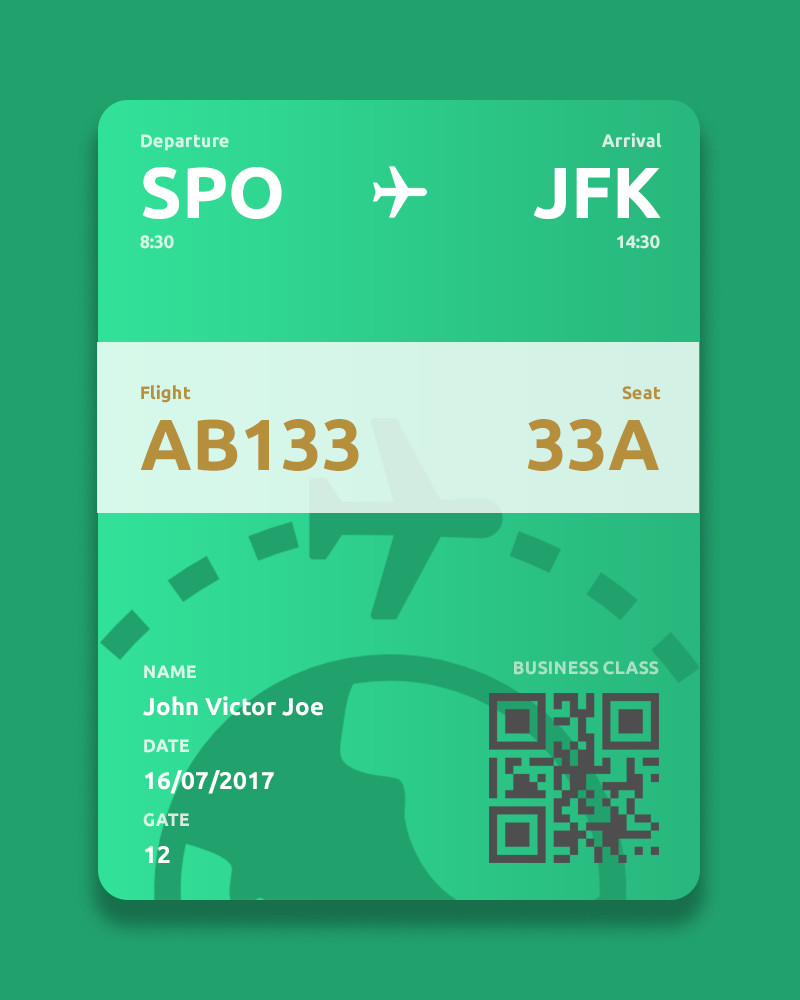 Departure
Arrival
SPO
JFK
8:30
14:30
Flight
Seat
AB133
33A
NAME
BUSINESS CLASS
John Victor Joe
DATE
16/07/2017
GATE
12